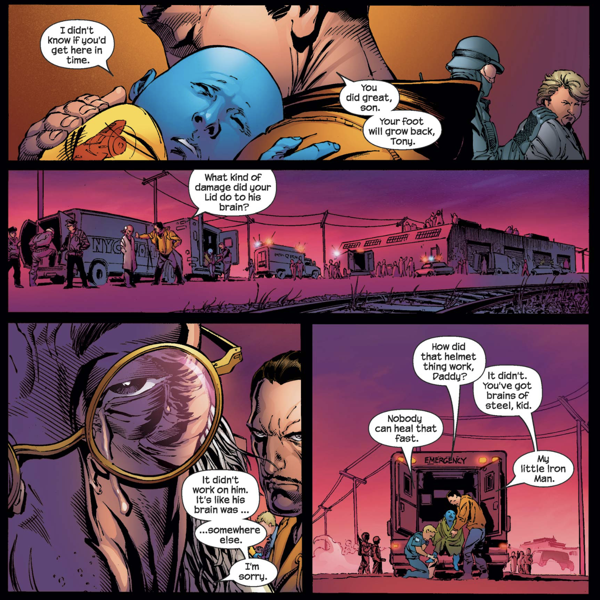 I didn't
know if you'd
get here in
time.
You
did great,
son.
Your foot
will grow back,
Tony.
What kind of
damage did your
Lid do to his
brain?
It didn't
work on him.
It's like his
brain was ...
...somewhere
else.
I'm
sorry.
How did
that helmet
thing work,
Daddy?
It didn't.
You've got
brains of
steel, kid.
Nobody
can heal that
fast.
My
little Iron
Man.
EMERGENCY